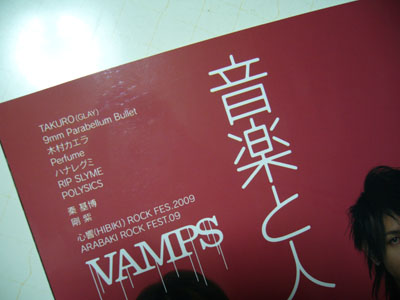 音楽と人
TAKURO (GLAY)
9mm Parabellum Bullet
木村カエラ
Perfume
ハナレグミ
RIP SLYME
POLYSICS
秦 基博
剛 紫
心響(HIBIKI) ROCK FES.2009
ARABAKI ROCK FEST.09
VAMPS